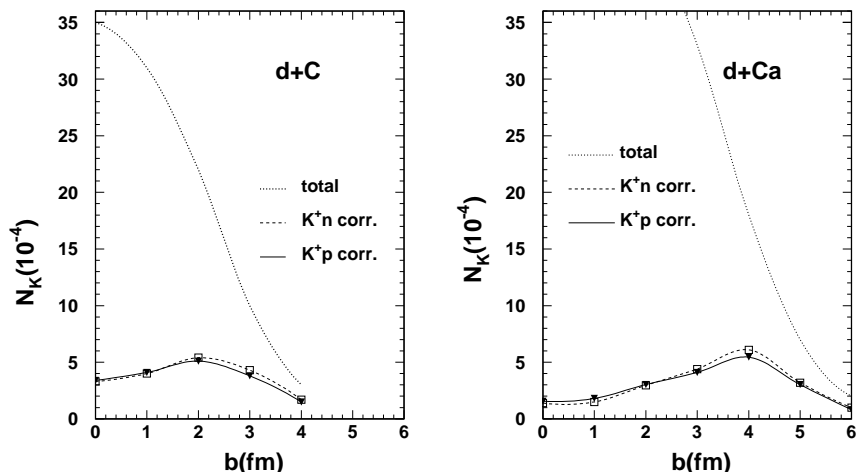 35
30
25
20
15
10
5
0
N_K(10^-4)
d+C
total
K^+n corr.
K^+p corr.
0 1 2 3 4 5 6
b(fm)
35
30
25
20
15
10
5
0
N_K(10^-4)
d+Ca
total
K^+n corr.
K^+p corr.
0 1 2 3 4 5 6
b(fm)